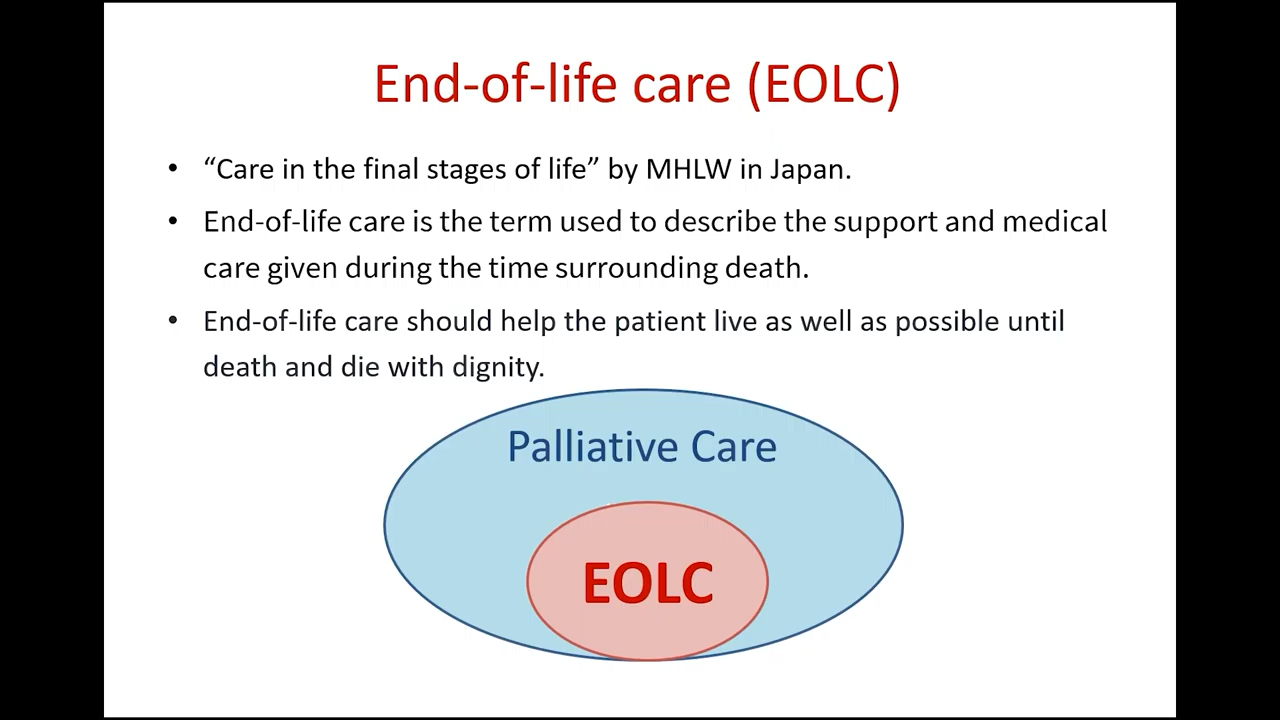 End-of-life care (EOLC)
• “Care in the final stages of life” by MHLW in Japan.
• End-of-life care is the term used to describe the support and medical
care given during the time surrounding death.
• End-of-life care should help the patient live as well as possible until
death and die with dignity.
Palliative Care
EOLC